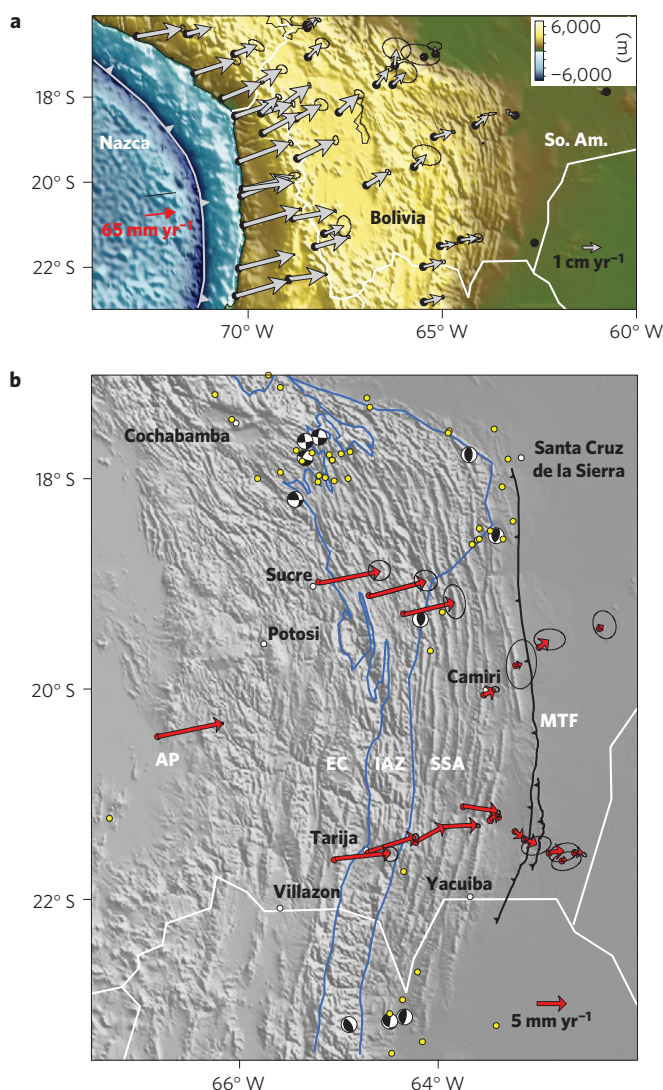 a
6,000
(m)
−6,000
18° S
Nazca
So. Am.
20° S
65 mm yr⁻¹
Bolivia
1 cm yr⁻¹
22° S
70° W
65° W
60° W
b
Cochabamba
Santa Cruz
de la Sierra
18° S
Sucre
Potosi
20° S
Camiri
MTF
AP
EC
IAZ
SSA
Tarija
Villazon
Yacuiba
22° S
5 mm yr⁻¹
66° W
64° W